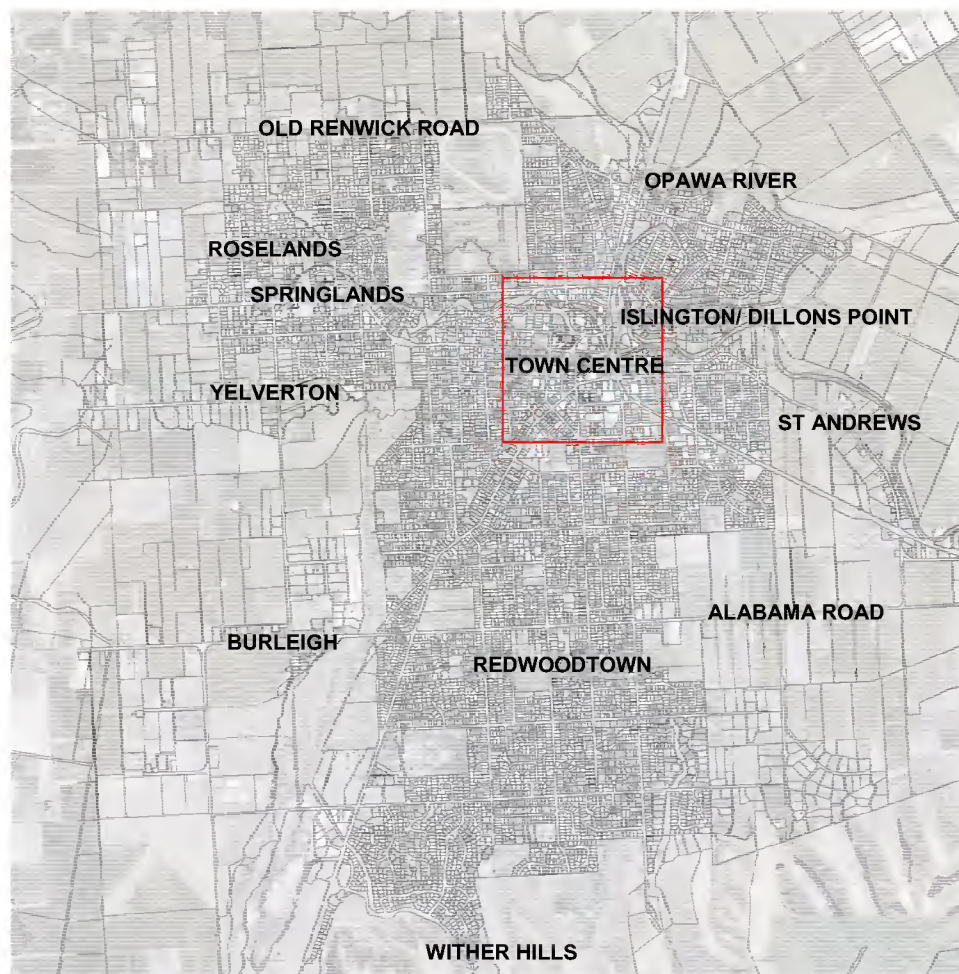 OLD RENWICK ROAD
OPAWA RIVER
ROSELANDS
SPRINGLANDS
ISLINGTON/ DILLONS POINT
TOWN CENTRE
YELVERTON
ST ANDREWS
ALABAMA ROAD
BURLEIGH
REDWOODTOWN
WITHER HILLS